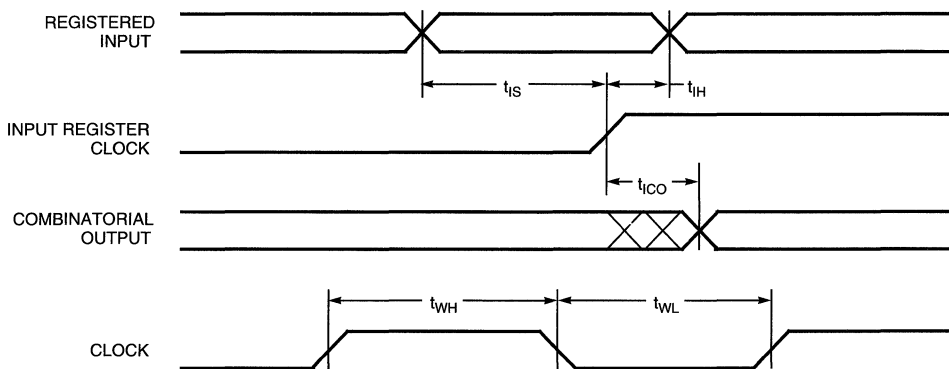 REGISTERED
INPUT
tIS
tIH
INPUT REGISTER
CLOCK
tICO
COMBINATORIAL
OUTPUT
tWH
tWL
CLOCK